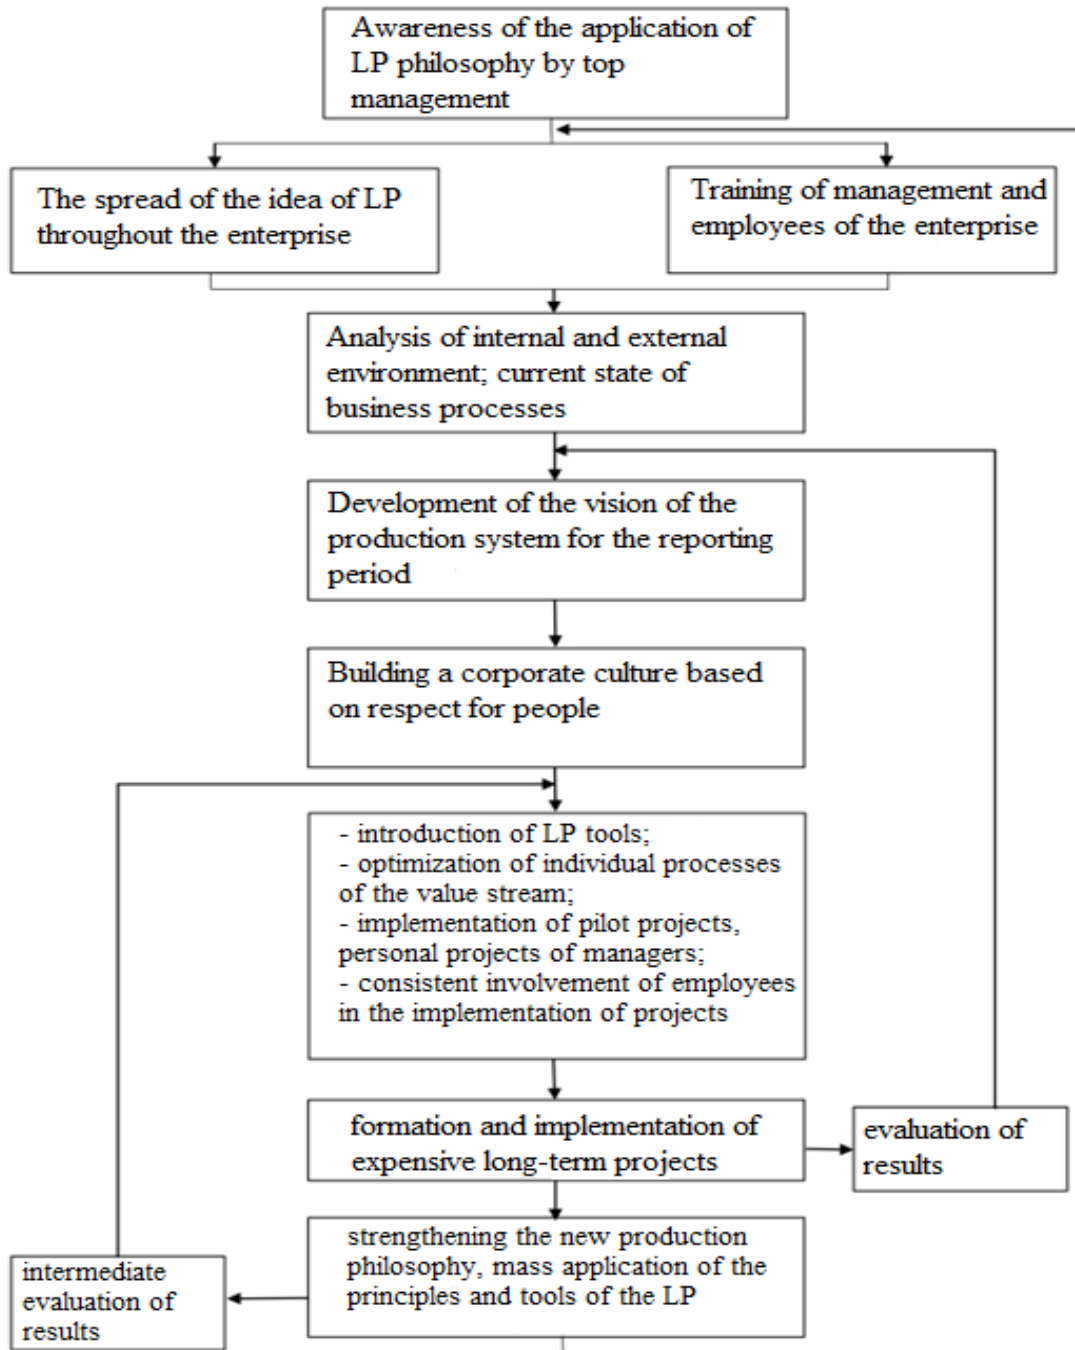 Awareness of the application of
LP philosophy by top
management
The spread of the idea of LP
throughout the enterprise
Training of management and
employees of the enterprise
Analysis of internal and external
environment; current state of
business processes
Development of the vision of the
production system for the reporting
period
Building a corporate culture based
on respect for people
- introduction of LP tools;
- optimization of individual processes
of the value stream;
- implementation of pilot projects,
personal projects of managers;
- consistent involvement of employees
in the implementation of projects
formation and implementation of
expensive long-term projects
evaluation of
results
strengthening the new production
philosophy, mass application of the
principles and tools of the LP
intermediate
evaluation of
results